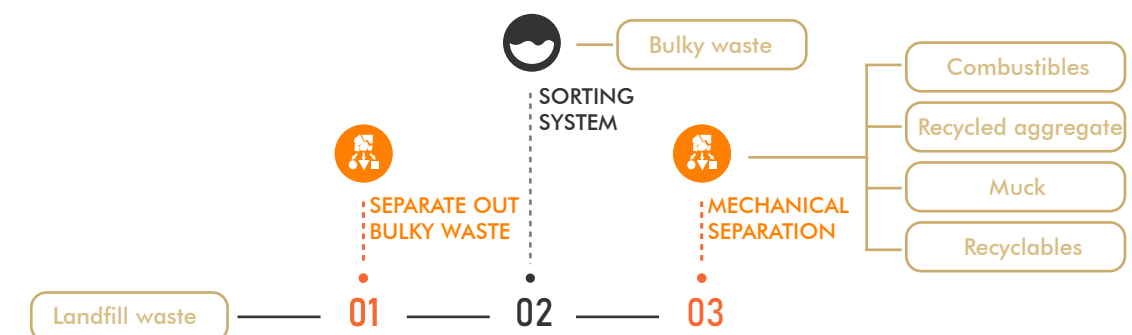 Bulky waste
SORTING
SYSTEM
Combustibles
Recycled aggregate
Muck
Recyclables
SEPARATE OUT
BULKY WASTE
MECHANICAL
SEPARATION
Landfill waste
01
02
03